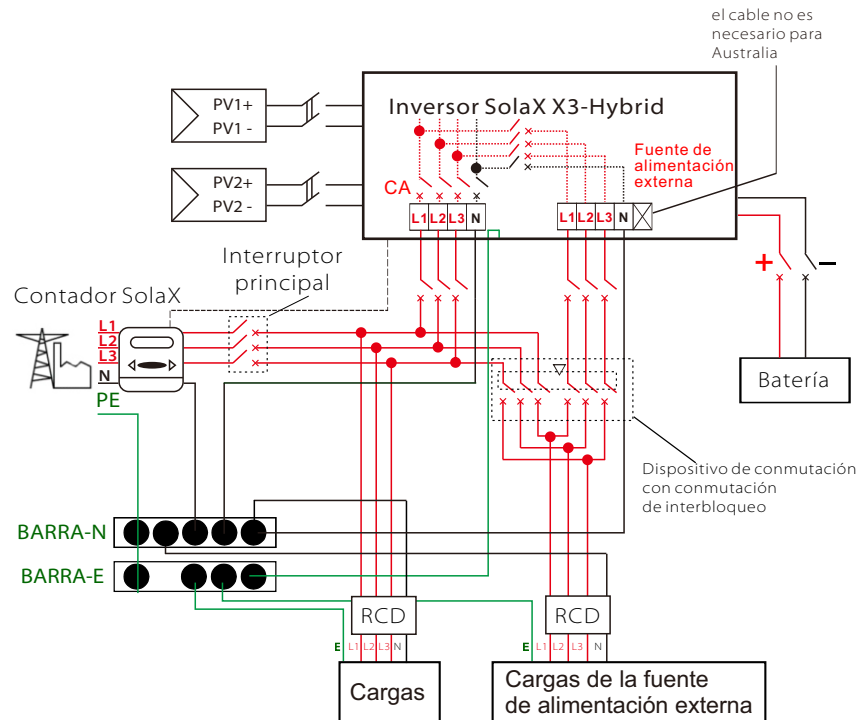 el cable no es
necesario para
Australia
PV1+
PV1 -
Inversor SolaX X3-Hybrid
Fuente de
alimentación
externa
PV2+
PV2 -
CA
L1 L2 L3 N
L1 L2 L3 N
Interruptor
principal
+ −
Contador SolaX
L1
L2
L3
N
PE
Batería
Dispositivo de conmutación
con conmutación
de interbloqueo
BARRA-N
BARRA-E
RCD
RCD
E L1 L2 L3 N
E L1 L2 L3 N
Cargas
Cargas de la fuente
de alimentación externa